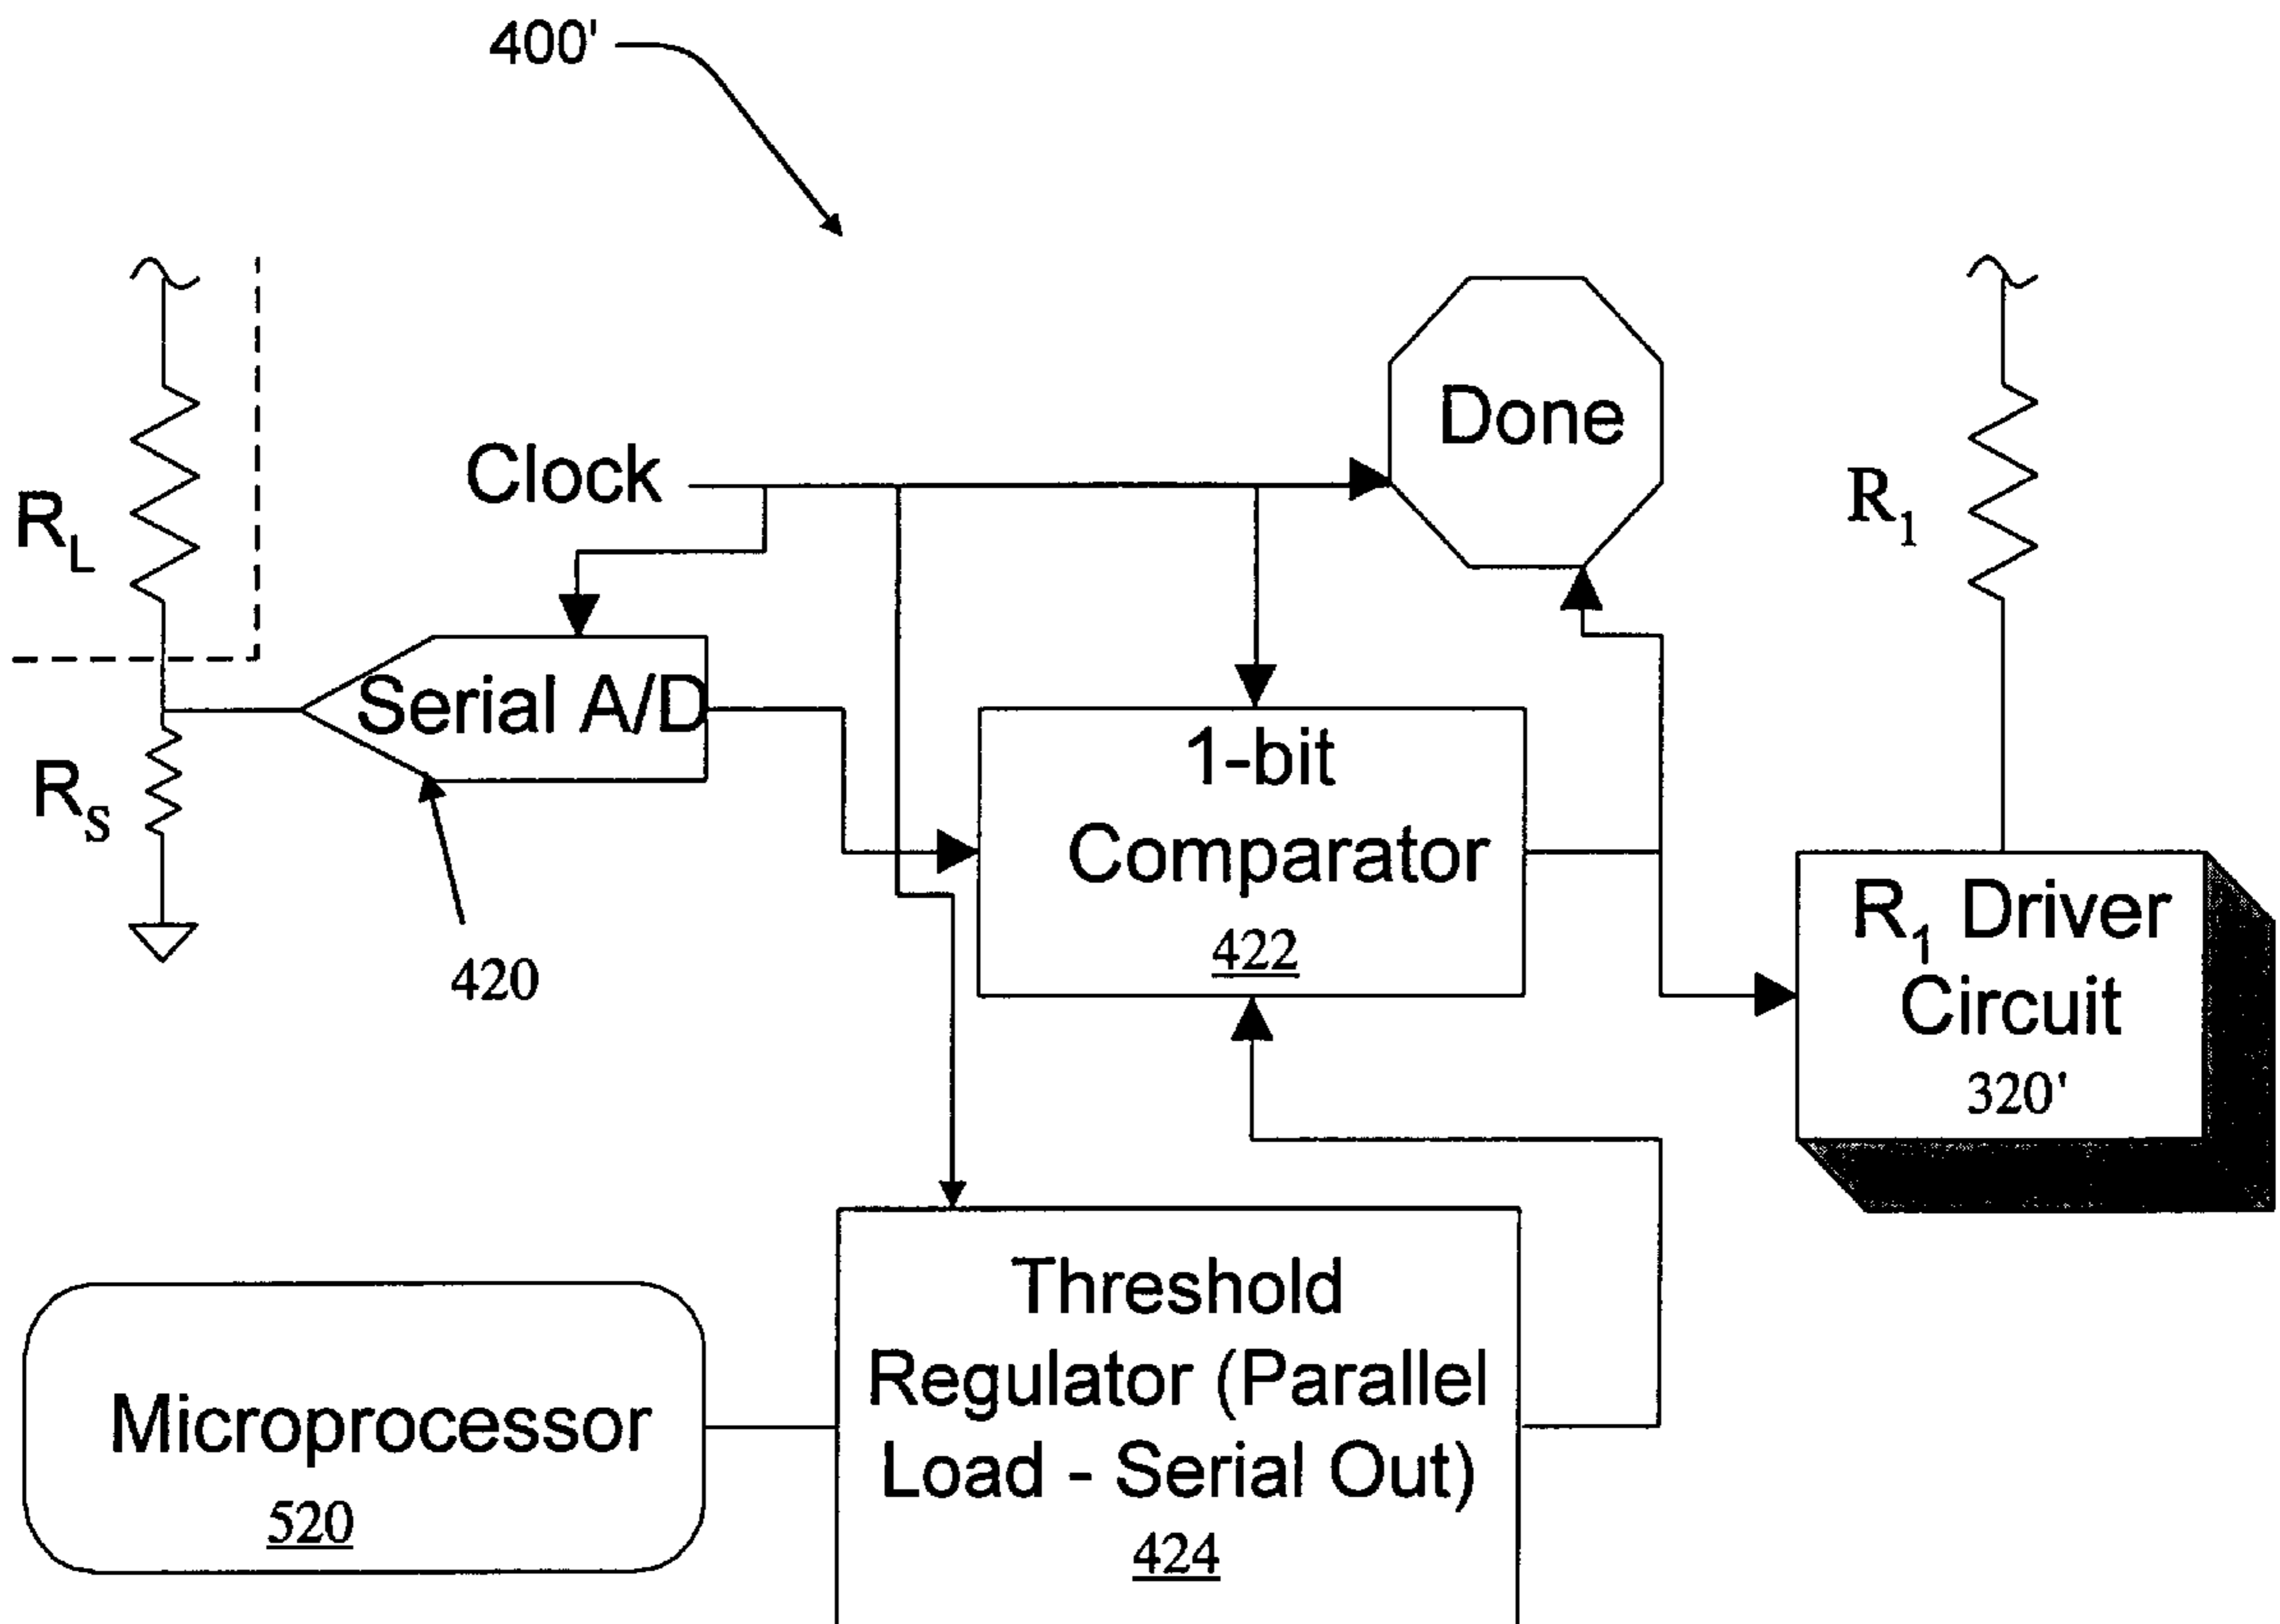 400'
Done
Clock
R1
RL
Serial A/D
RS
1-bit
Comparator
422
420
R1 Driver
Circuit
320'
Threshold
Regulator (Parallel
Load - Serial Out)
424
Microprocessor
520